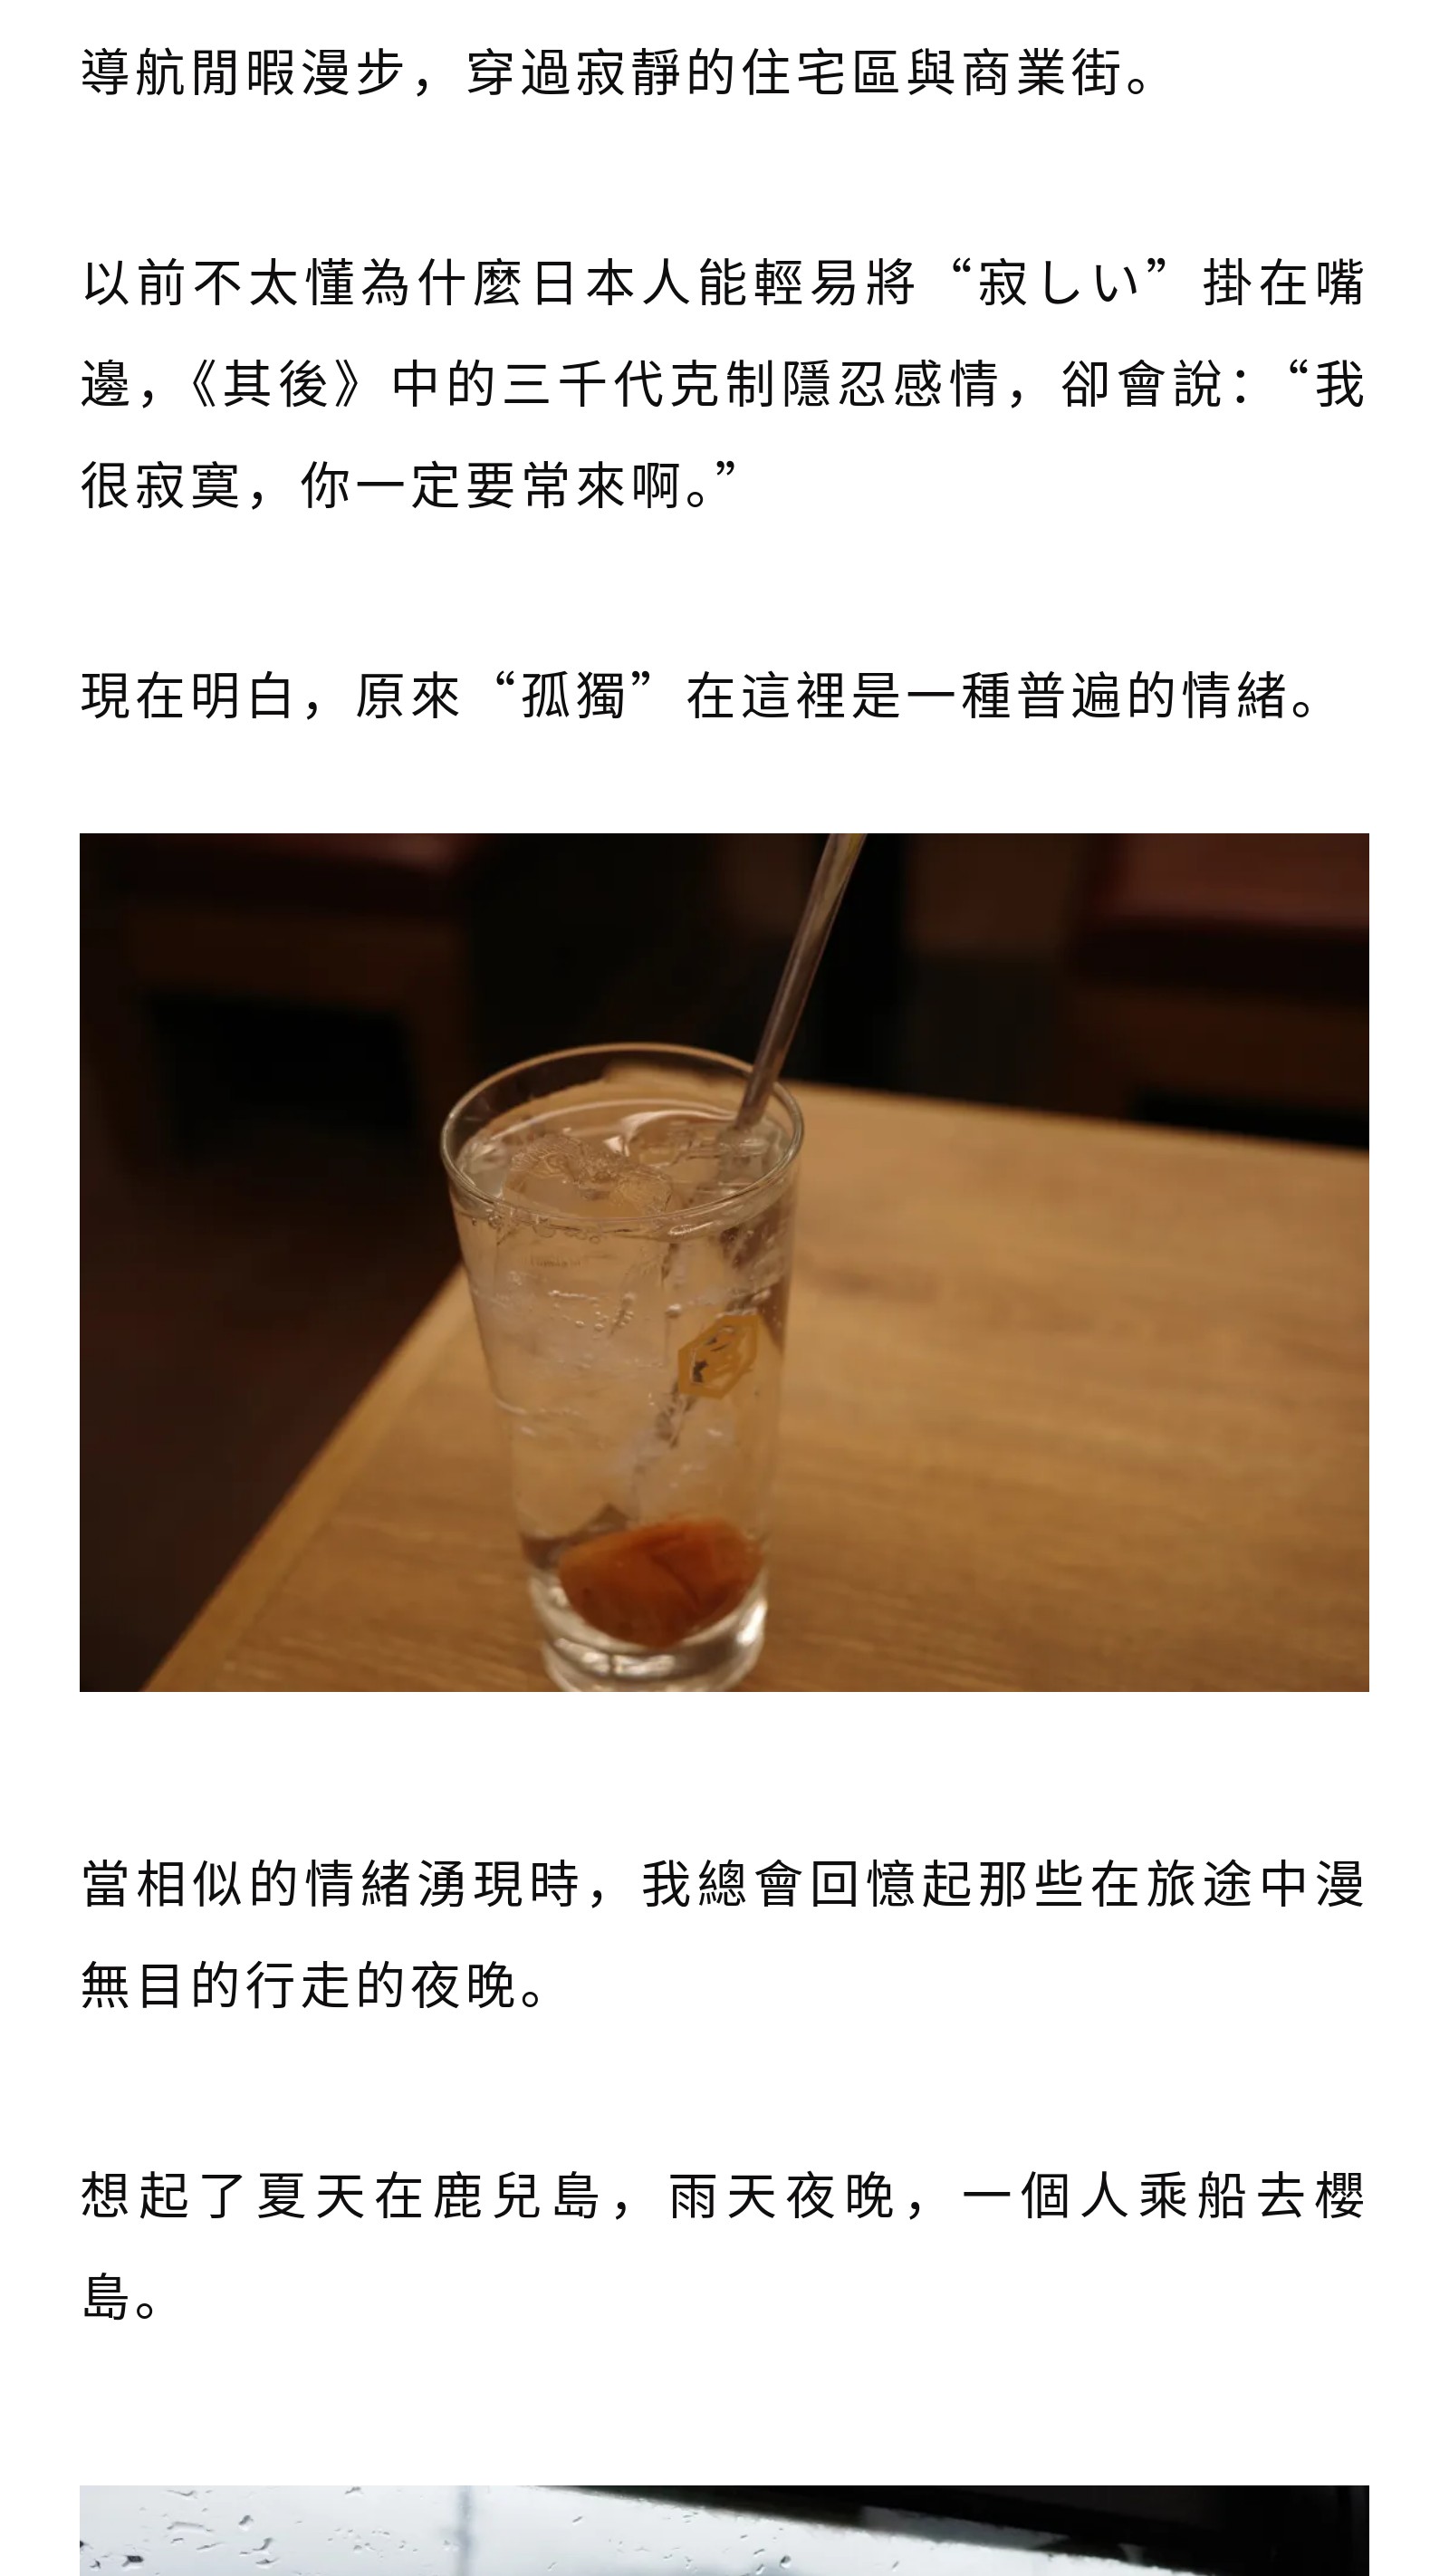 導航閒暇漫步，穿過寂靜的住宅區與商業街。
以前不太懂為什麼日本人能輕易將“寂しい”掛在嘴
邊，《其後》中的三千代克制隱忍感情，卻會說：“我
很寂寞，你一定要常來啊。”
現在明白，原來“孤獨”在這裡是一種普遍的情緒。
當相似的情緒湧現時，我總會回憶起那些在旅途中漫
無目的行走的夜晚。
想起了夏天在鹿兒島，雨天夜晚，一個人乘船去櫻
島。